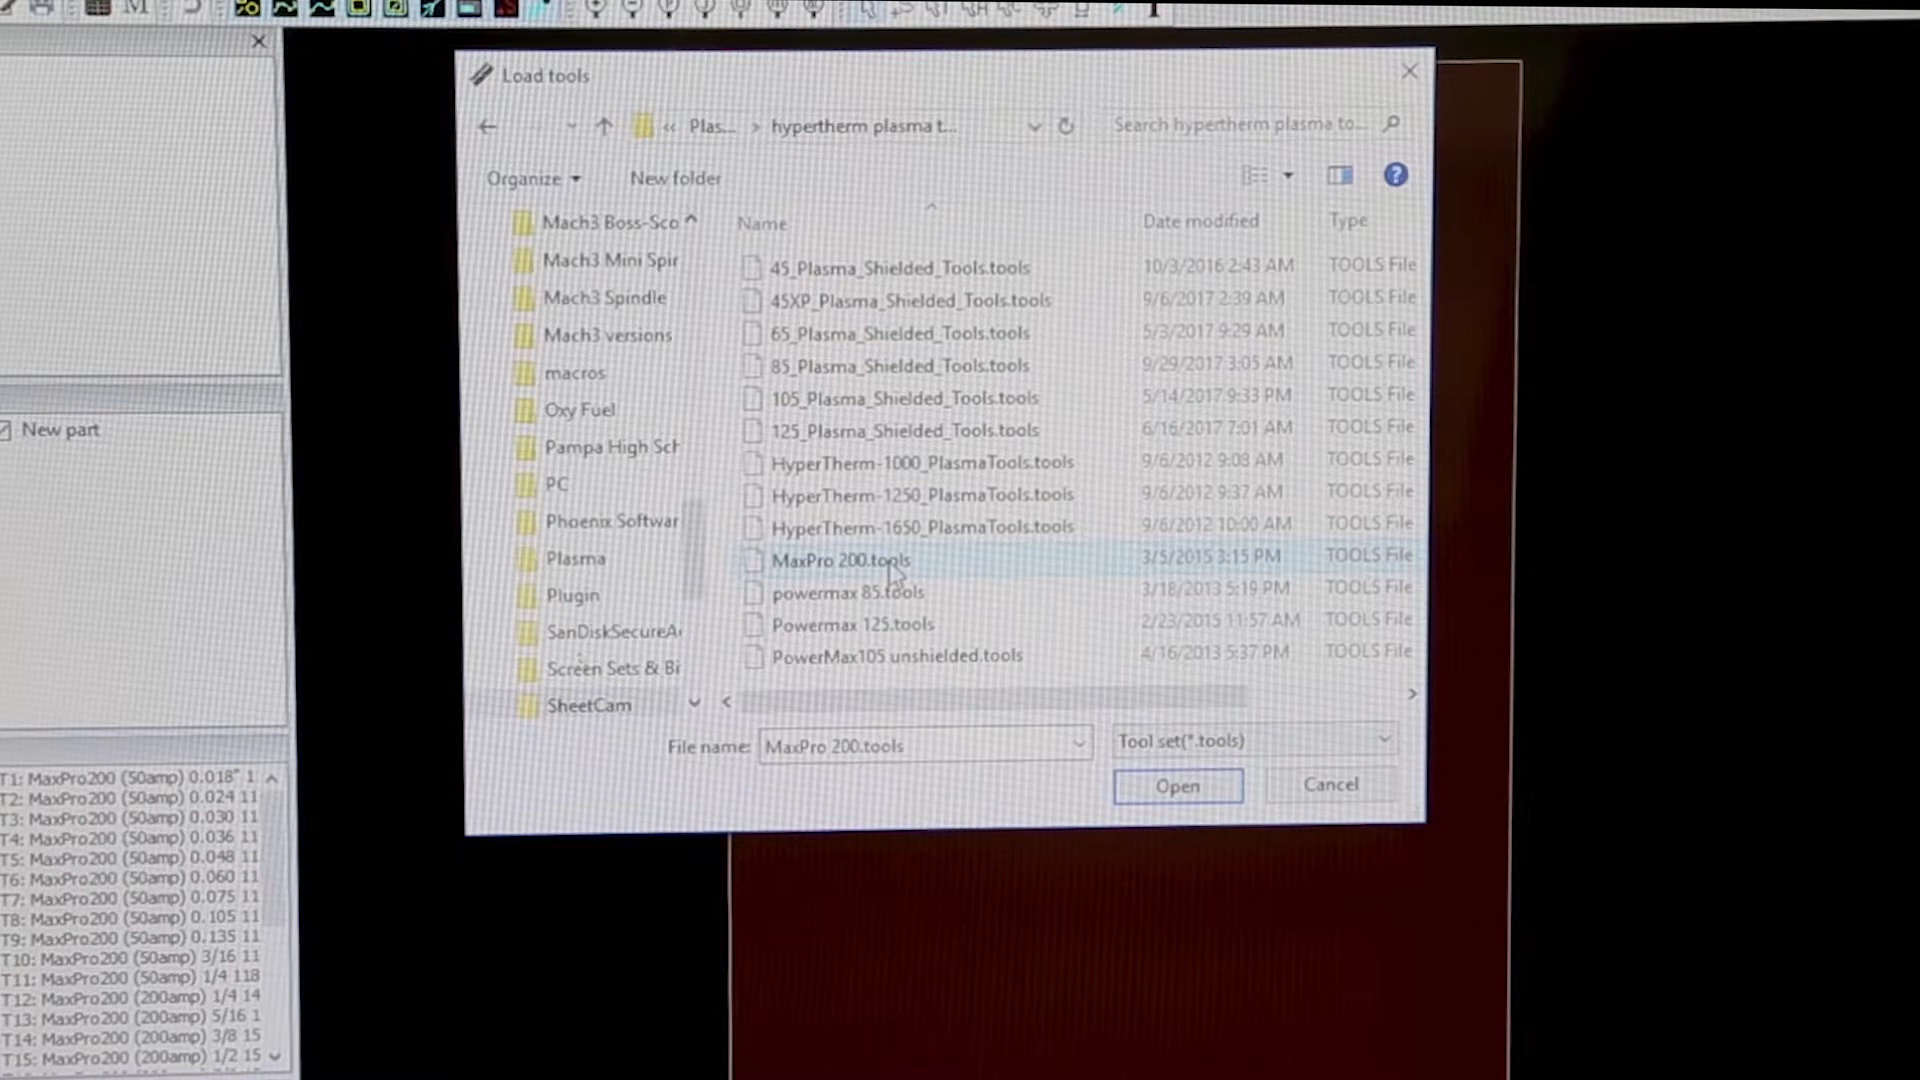 M
Load tools
« Plas... > hypertherm plasma t...
Search hypertherm plasma to...
Organize
New folder
?
Name
Date modified
Type
Mach3 Boss-Sco
Mach3 Mini Spir
Mach3 Spindle
Mach3 versions
macros
Oxy Fuel
Pampa High Sch
PC
Phoenix Softwar
Plasma
Plugin
SanDiskSecureA
Screen Sets & Bi
SheetCam
45_Plasma_Shielded_Tools.tools 10/3/2016 2:43 AM TOOLS File
45XP_Plasma_Shielded_Tools.tools 9/6/2017 2:39 AM TOOLS File
65_Plasma_Shielded_Tools.tools 5/3/2017 9:29 AM TOOLS File
85_Plasma_Shielded_Tools.tools 9/29/2017 3:05 AM TOOLS File
105_Plasma_Shielded_Tools.tools 5/14/2017 9:33 PM TOOLS File
125_Plasma_Shielded_Tools.tools 6/16/2017 7:01 AM TOOLS File
HyperTherm-1000_PlasmaTools.tools 9/6/2012 9:08 AM TOOLS File
HyperTherm-1250_PlasmaTools.tools 9/6/2012 9:37 AM TOOLS File
HyperTherm-1650_PlasmaTools.tools 9/6/2012 10:00 AM TOOLS File
MaxPro 200.tools 3/5/2015 3:15 PM TOOLS File
powermax 85.tools 3/18/2013 5:19 PM TOOLS File
Powermax 125.tools 2/23/2015 11:57 AM TOOLS File
PowerMax105 unshielded.tools 4/16/2013 5:37 PM TOOLS File
File name: MaxPro 200.tools
Tool set(*.tools)
Open
Cancel
New part
T1: MaxPro200 (50amp) 0.018" 1
T2: MaxPro200 (50amp) 0.024 11
T3: MaxPro200 (50amp) 0.030 11
T4: MaxPro200 (50amp) 0.036 11
T5: MaxPro200 (50amp) 0.048 11
T6: MaxPro200 (50amp) 0.060 11
T7: MaxPro200 (50amp) 0.075 11
T8: MaxPro200 (50amp) 0.105 11
T9: MaxPro200 (50amp) 0.135 11
T10: MaxPro200 (50amp) 3/16 11
T11: MaxPro200 (50amp) 1/4 118
T12: MaxPro200 (200amp) 1/4 14
T13: MaxPro200 (200amp) 5/16 1
T14: MaxPro200 (200amp) 3/8 15
T15: MaxPro200 (200amp) 1/2 15